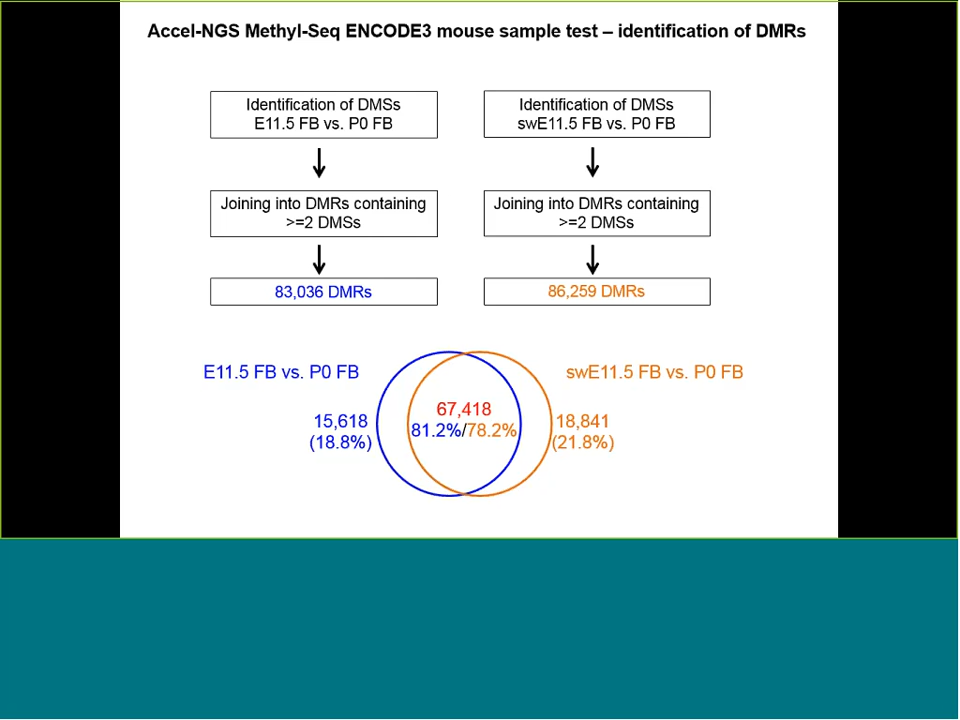 Accel-NGS Methyl-Seq ENCODE3 mouse sample test – identification of DMRs
Identification of DMSs
E11.5 FB vs. P0 FB
Identification of DMSs
swE11.5 FB vs. P0 FB
Joining into DMRs containing
>=2 DMSs
Joining into DMRs containing
>=2 DMSs
83,036 DMRs
86,259 DMRs
E11.5 FB vs. P0 FB
swE11.5 FB vs. P0 FB
15,618
(18.8%)
67,418
81.2%/78.2%
18,841
(21.8%)